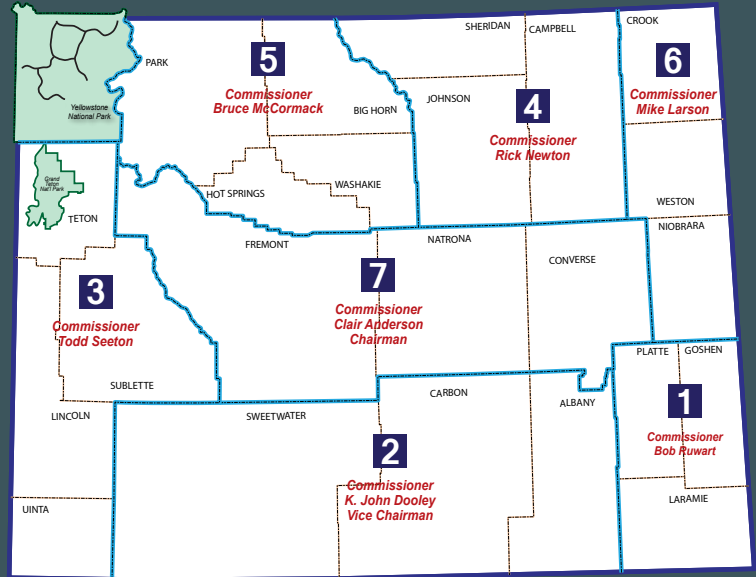 SHERIDAN
CAMPBELL
CROOK
PARK
5
Commissioner
Bruce McCormack
6
Commissioner
Mike Larson
Yellowstone
National Park
BIG HORN
JOHNSON
4
Commissioner
Rick Newton
Grand
Teton
Nat'l Park
TETON
HOT SPRINGS
WASHAKIE
WESTON
NIOBRARA
FREMONT
NATRONA
CONVERSE
3
Commissioner
Todd Seeton
7
Commissioner
Clair Anderson
Chairman
PLATTE
GOSHEN
SUBLETTE
LINCOLN
SWEETWATER
CARBON
ALBANY
1
Commissioner
Bob Ruwart
2
Commissioner
K. John Dooley
Vice Chairman
UINTA
LARAMIE